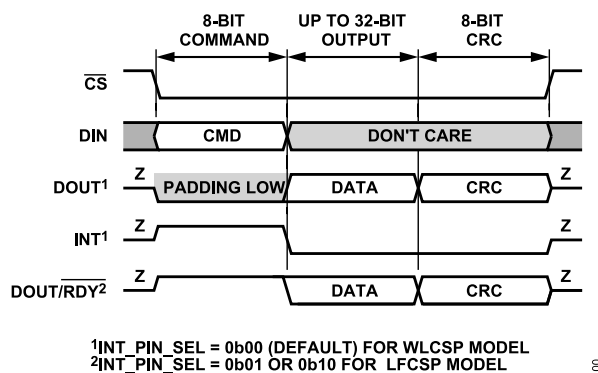 8-BIT COMMAND
UP TO 32-BIT OUTPUT
8-BIT CRC
CS
DIN
CMD
DON'T CARE
DOUT1
Z
PADDING LOW
DATA
CRC
Z
INT1
Z
Z
DOUT/RDY2
Z
DATA
CRC
Z
1INT_PIN_SEL = 0b00 (DEFAULT) FOR WLCSP MODEL
2INT_PIN_SEL = 0b01 OR 0b10 FOR LFCSP MODEL
00